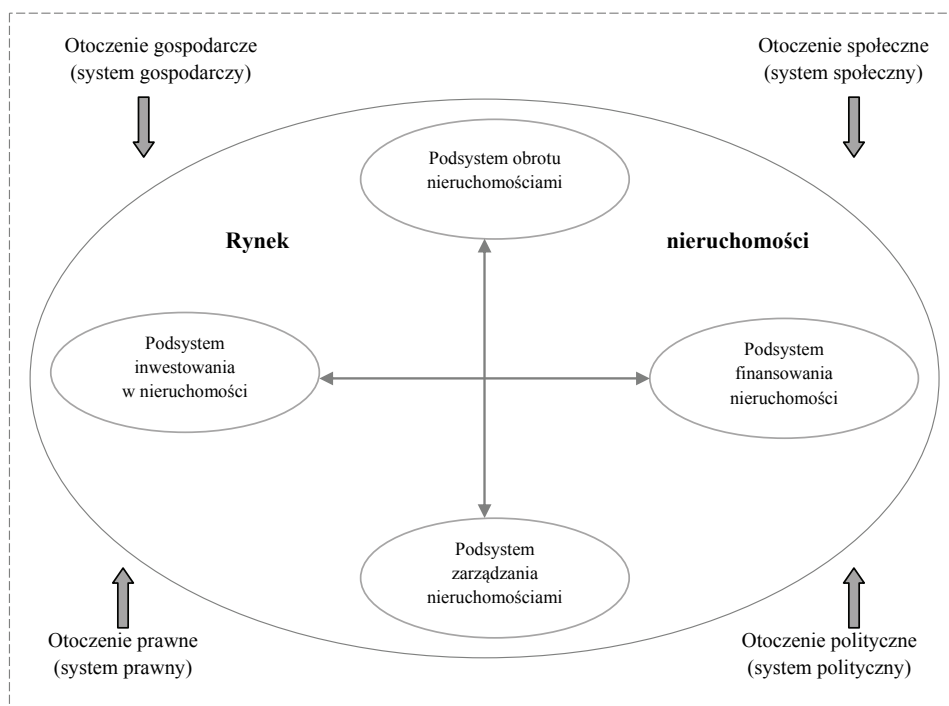 Otoczenie gospodarcze
(system gospodarczy)
Otoczenie społeczne
(system społeczny)
Podsystem obrotu
nieruchomościami
Rynek
nieruchomości
Podsystem
inwestowania
w nieruchomości
Podsystem
finansowania
nieruchomości
Podsystem
zarządzania
nieruchomościami
Otoczenie prawne
(system prawny)
Otoczenie polityczne
(system polityczny)